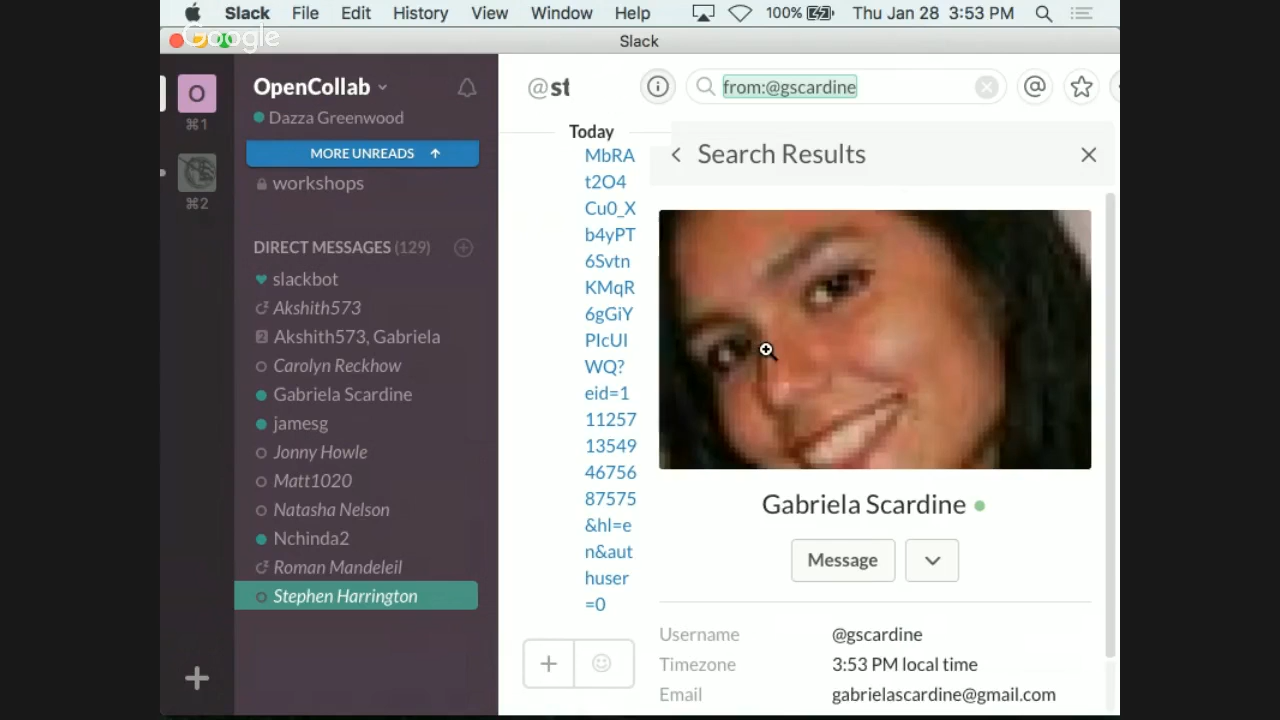 Slack File Edit History View Window Help 100% Thu Jan 28 3:53 PM
Google
Slack
O
⌘1
⌘2
OpenCollab
Dazza Greenwood
MORE UNREADS ↑
workshops
DIRECT MESSAGES (129)
slackbot
Akshith573
2 Akshith573, Gabriela
Carolyn Reckhow
Gabriela Scardine
jamesg
Jonny Howle
Matt1020
Natasha Nelson
Nchinda2
Roman Mandeleil
Stephen Harrington
@st
from:@gscardine
Today
MbRA
t2O4
Cu0_X
b4yPT
6Svtn
KMqR
6gGiY
PIcUI
WQ?
eid=1
11257
13549
46756
87575
&hl=e
n&aut
huser
=0
Search Results
Gabriela Scardine
Message
Username @gscardine
Timezone 3:53 PM local time
Email gabrielascardine@gmail.com